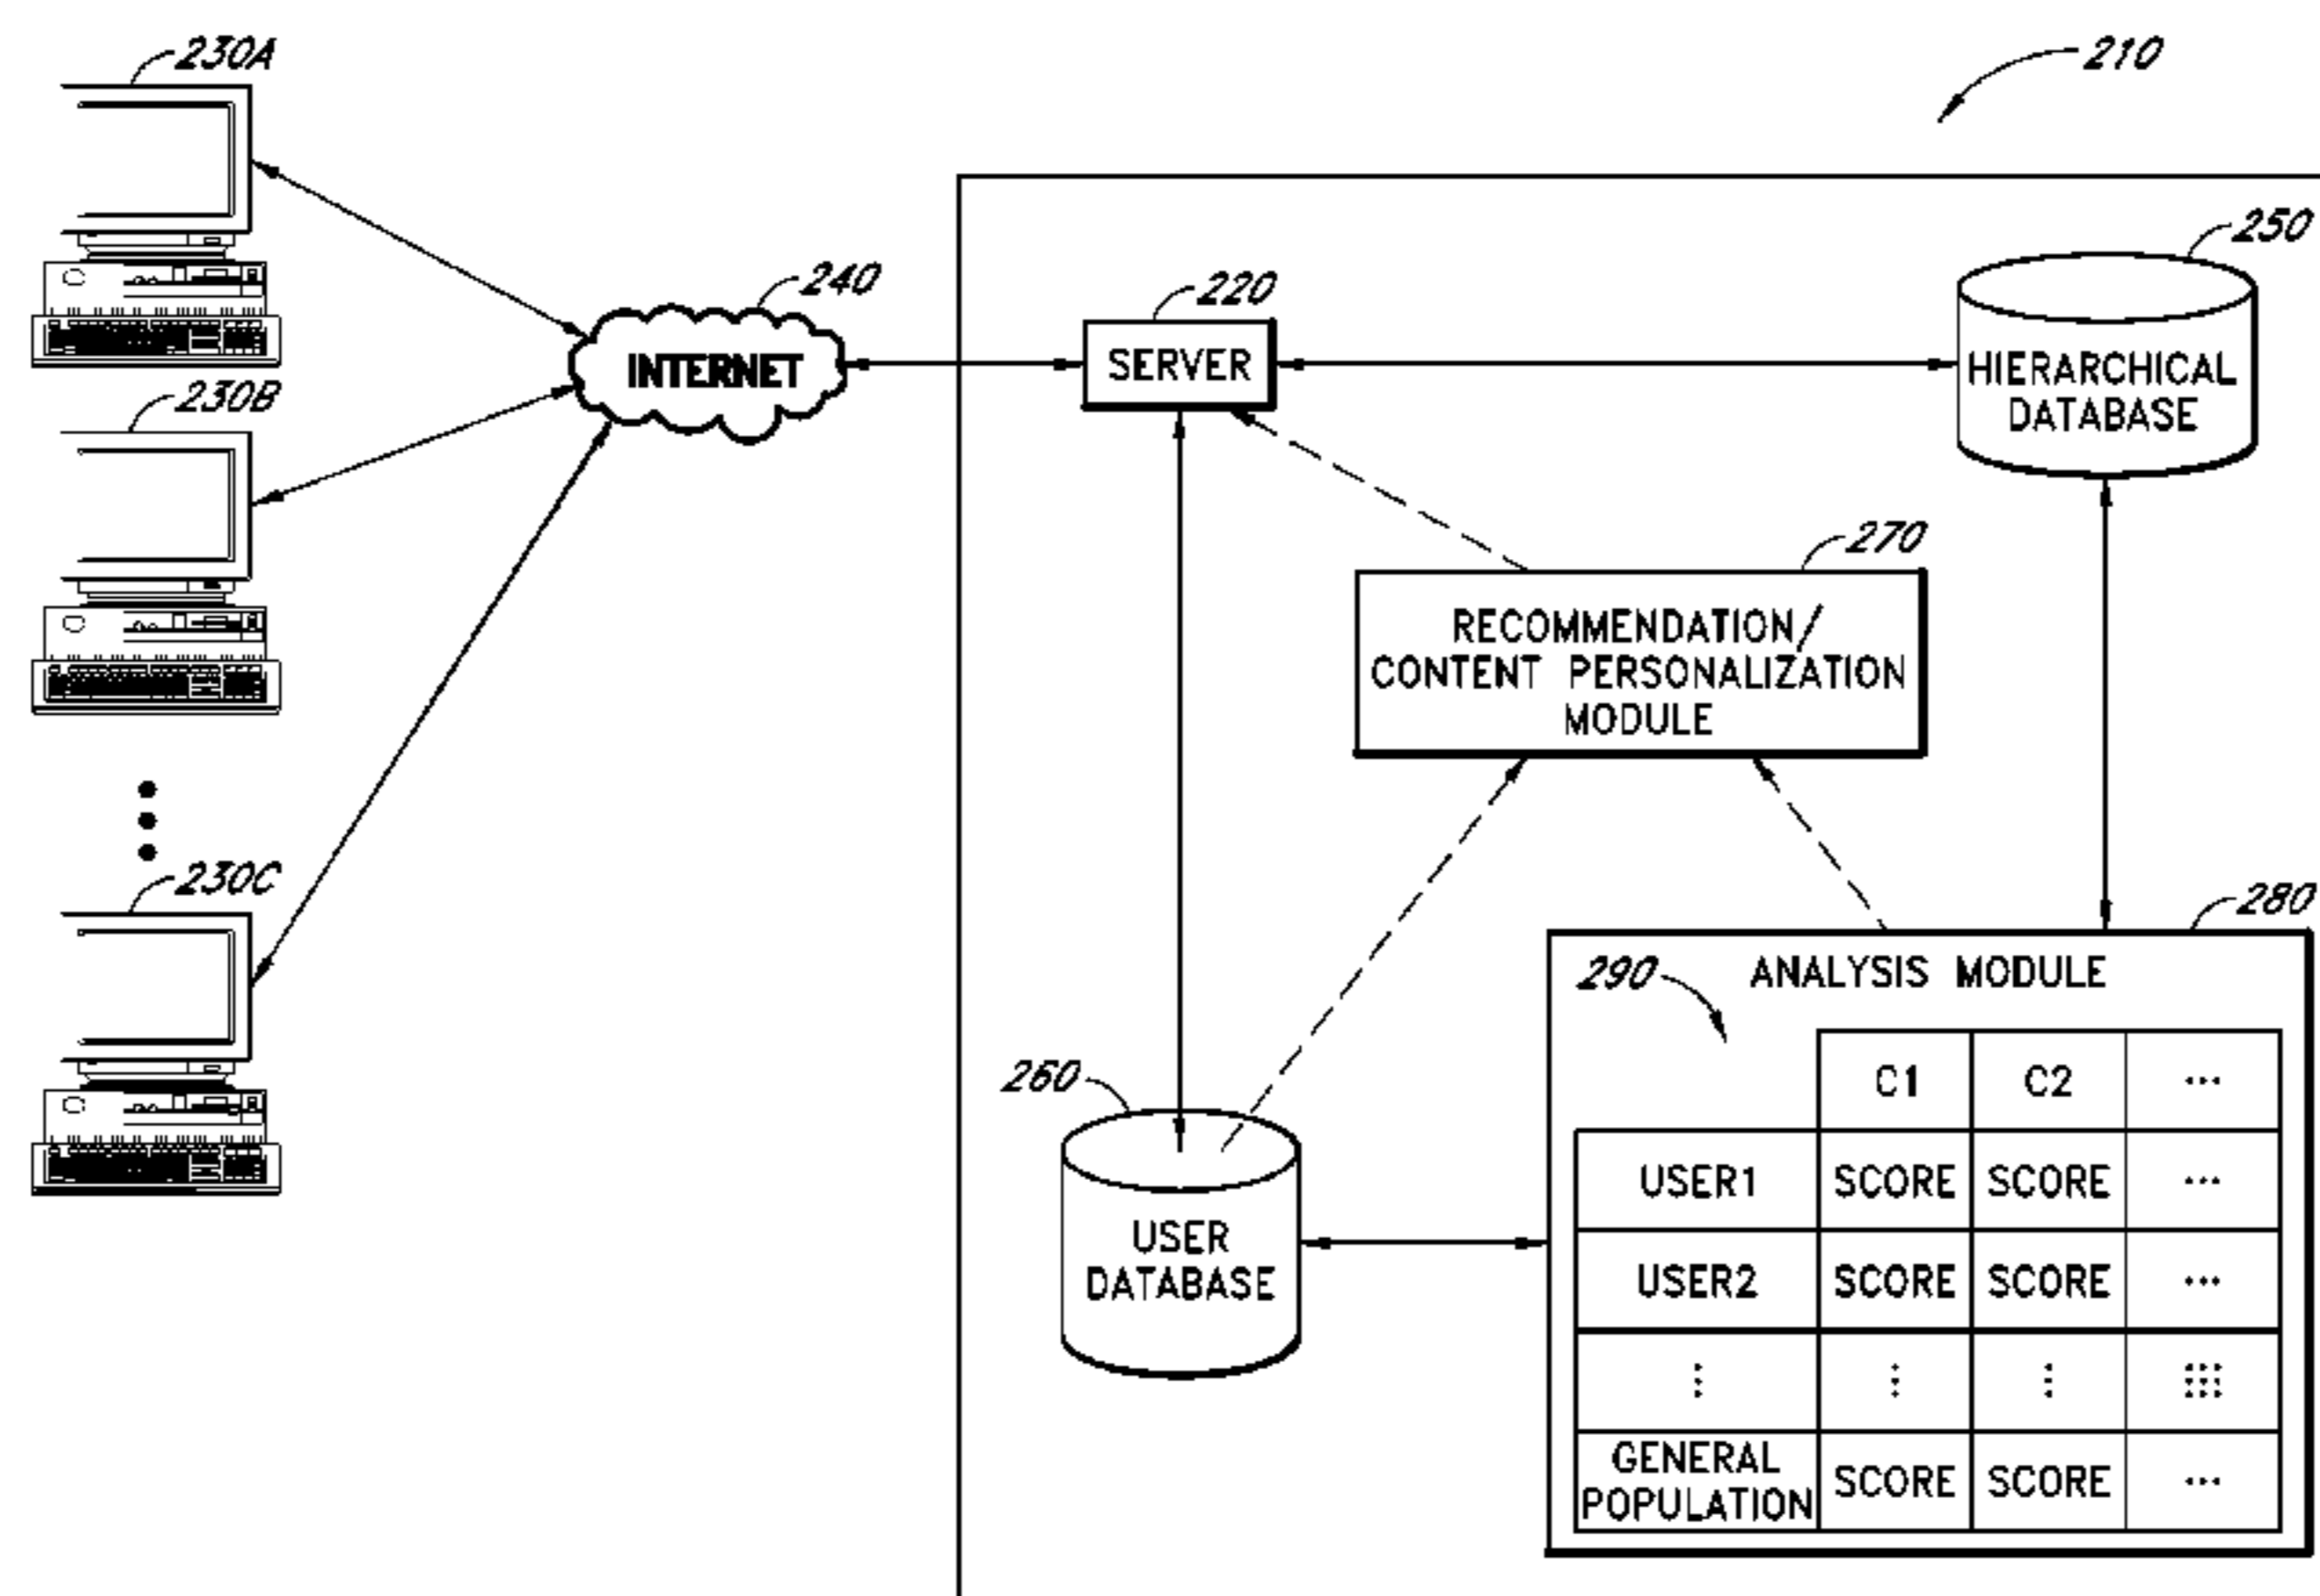 230A
210
250
240
220
INTERNET
SERVER
HIERARCHICAL
DATABASE
230B
270
RECOMMENDATION/
CONTENT PERSONALIZATION
MODULE
230C
280
290
ANALYSIS MODULE
260
C1 C2 ...
USER1 SCORE SCORE ...
USER
DATABASE
USER2 SCORE SCORE ...
GENERAL
POPULATION
SCORE SCORE ...